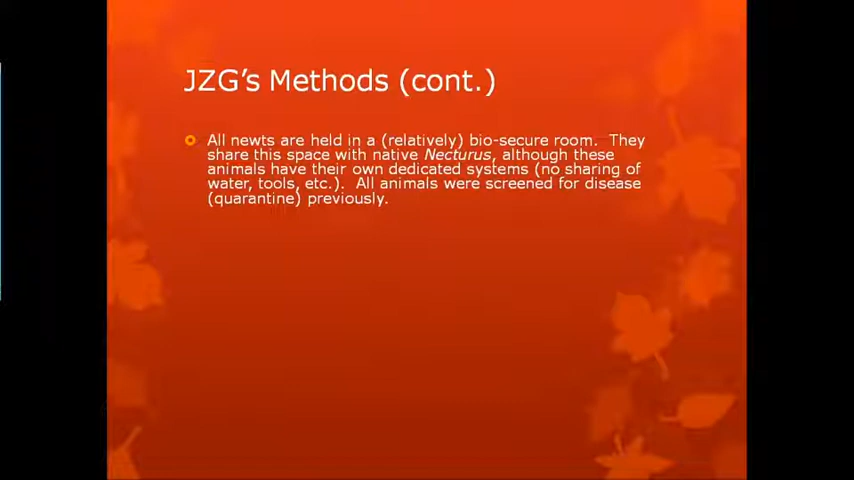 JZG's Methods (cont.)
All newts are held in a (relatively) bio-secure room.  They
share this space with native Necturus, although these
animals have their own dedicated systems (no sharing of
water, tools, etc.).  All animals were screened for disease
(quarantine) previously.